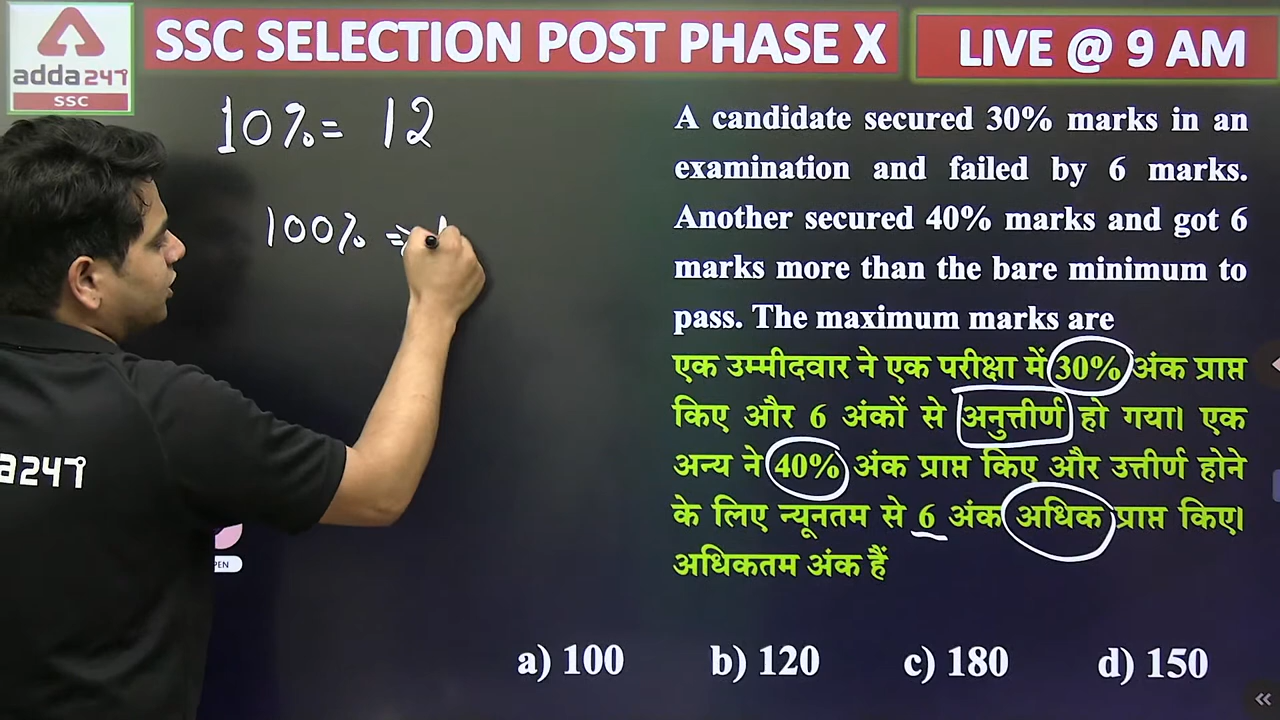 SSC SELECTION POST PHASE X
LIVE @ 9 AM
adda247
SSC
10% = 12
100% =>
A candidate secured 30% marks in an
examination and failed by 6 marks.
Another secured 40% marks and got 6
marks more than the bare minimum to
pass. The maximum marks are
एक उम्मीदवार ने एक परीक्षा में 30% अंक प्राप्त
किए और 6 अंकों से अनुत्तीर्ण हो गया। एक
अन्य ने 40% अंक प्राप्त किए और उत्तीर्ण होने
के लिए न्यूनतम से 6 अंक अधिक प्राप्त किए।
अधिकतम अंक हैं
a247
PEN
a) 100 b) 120 c) 180 d) 150